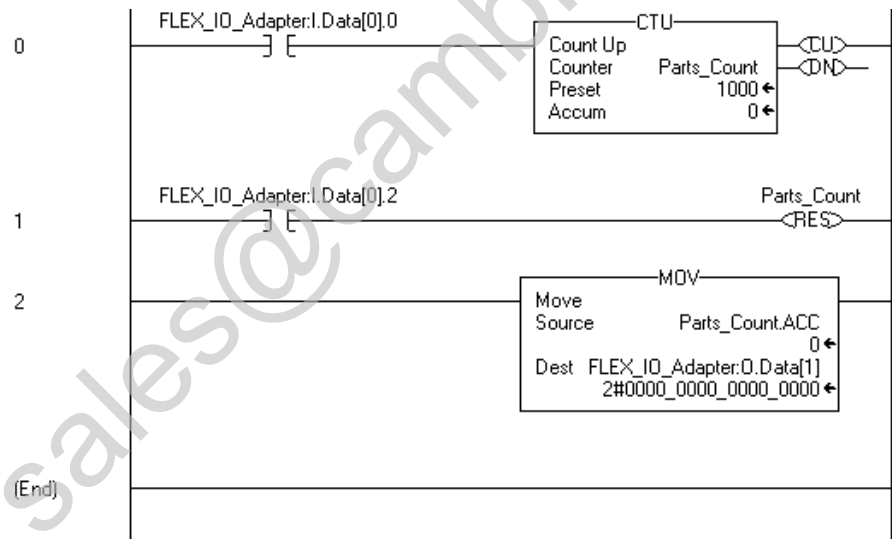 FLEX_IO_Adapter:I.Data[0].0
0
CTU
Count Up
Counter Parts_Count
Preset 1000
Accum 0
CU
DN
FLEX_IO_Adapter:I.Data[0].2
Parts_Count
1
RES
2
MOV
Move
Source Parts_Count.ACC
0
Dest FLEX_IO_Adapter:O.Data[1]
2#0000_0000_0000_0000
(End)
sales@camb